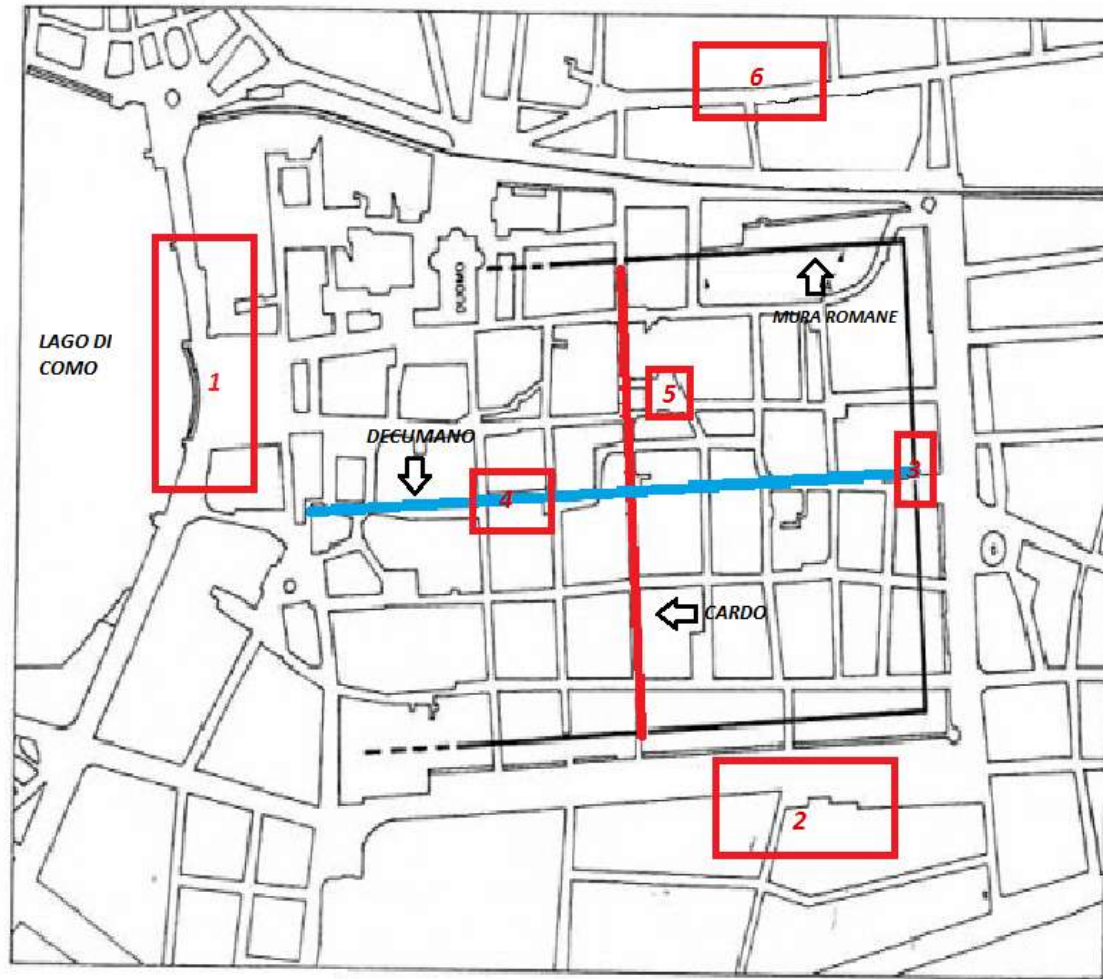 6
DUOMO
MURA ROMANE
LAGO DI
COMO
1
5
DECUMANO
3
4
CARDO
2